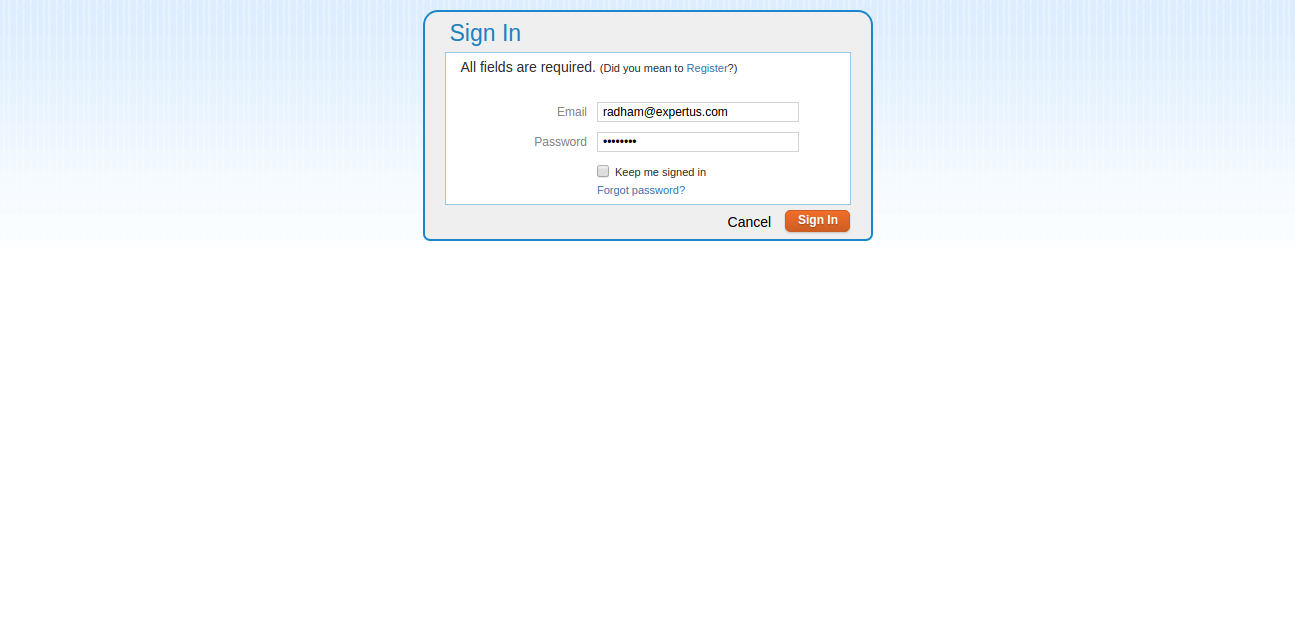 Sign In
All fields are required. (Did you mean to Register?)
Email radham@expertus.com
Password ••••••••
Keep me signed in
Forgot password?
Cancel Sign In